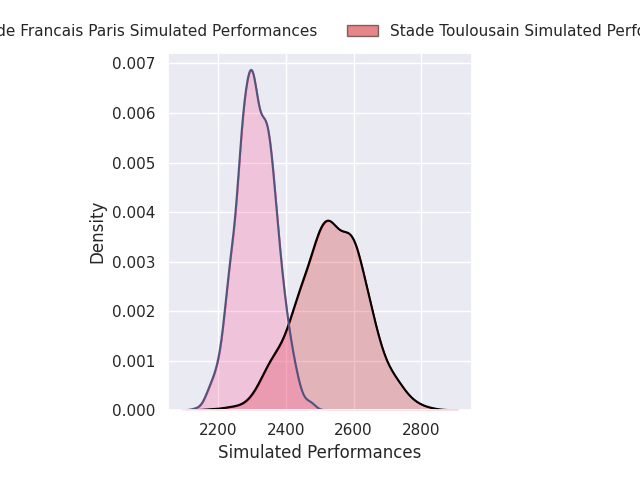 de Francais Paris Simulated Performances
Stade Toulousain Simulated Perfo
0.007
0.006
0.005
0.004
0.003
0.002
0.001
0.000
Density
2200 2400 2600 2800
Simulated Performances